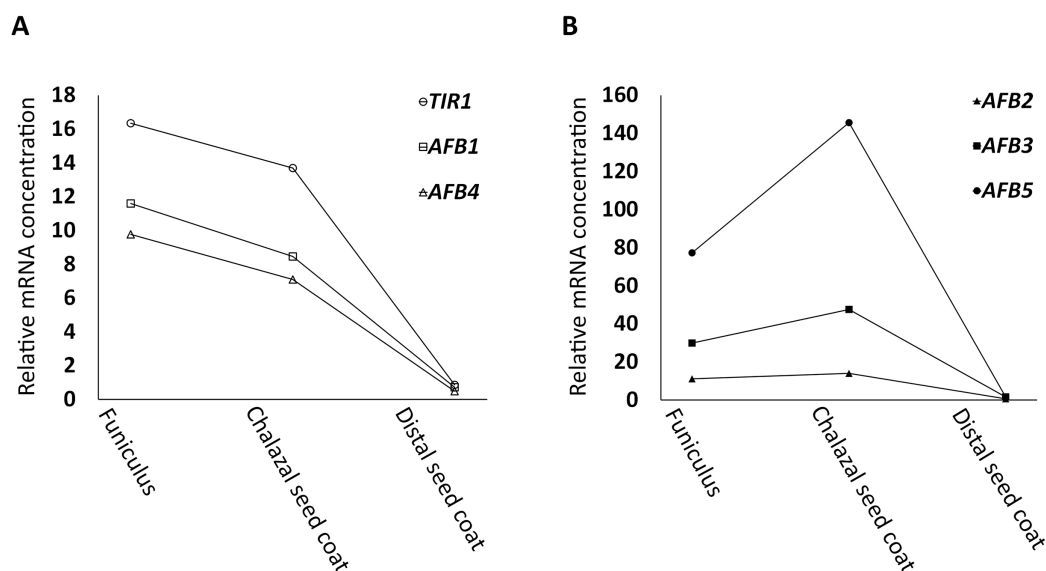 A
Relative mRNA concentration
18
16
14
12
10
8
6
4
2
0
TIR1
AFB1
AFB4
Funiculus
Chalazal seed coat
Distal seed coat
B
Relative mRNA concentration
160
140
120
100
80
60
40
20
0
AFB2
AFB3
AFB5
Funiculus
Chalazal seed coat
Distal seed coat